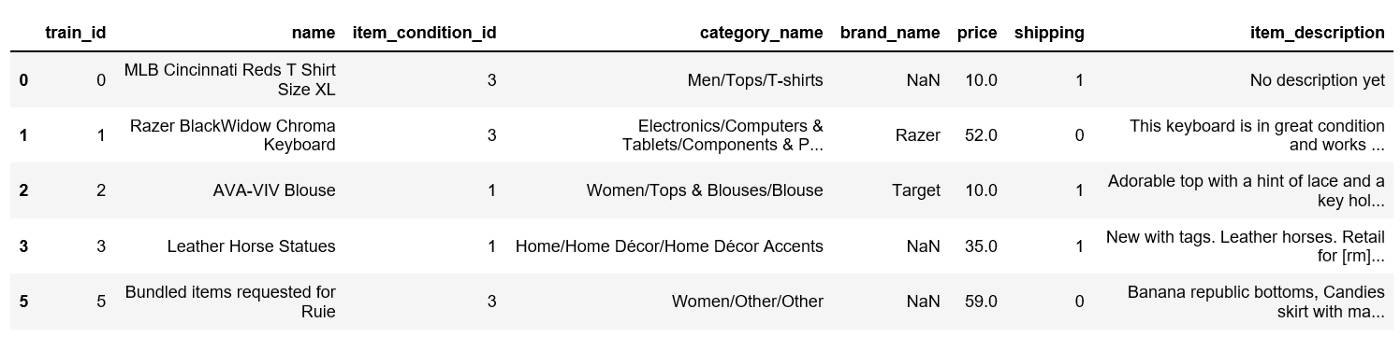 train_id name item_condition_id category_name brand_name price shipping item_description
0 0 MLB Cincinnati Reds T Shirt Size XL 3 Men/Tops/T-shirts NaN 10.0 1 No description yet
1 1 Razer BlackWidow Chroma Keyboard 3 Electronics/Computers & Tablets/Components & P... Razer 52.0 0 This keyboard is in great condition and works ...
2 2 AVA-VIV Blouse 1 Women/Tops & Blouses/Blouse Target 10.0 1 Adorable top with a hint of lace and a key hol...
3 3 Leather Horse Statues 1 Home/Home Décor/Home Décor Accents NaN 35.0 1 New with tags. Leather horses. Retail for [rm]...
5 5 Bundled items requested for Ruie 3 Women/Other/Other NaN 59.0 0 Banana republic bottoms, Candies skirt with ma...